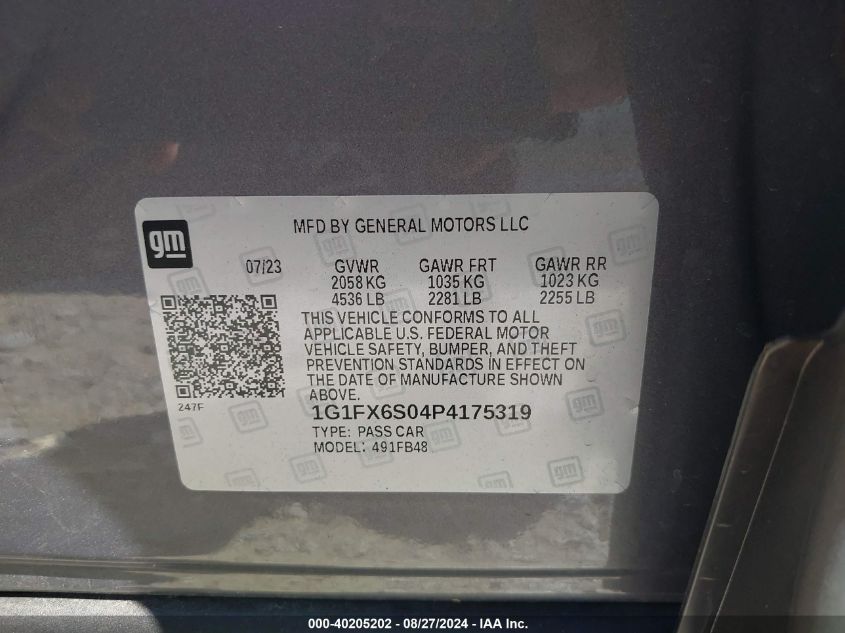 gm
MFD BY GENERAL MOTORS LLC
07/23 GVWR GAWR FRT GAWR RR
2058 KG 1035 KG 1023 KG
4536 LB 2281 LB 2255 LB
THIS VEHICLE CONFORMS TO ALL
APPLICABLE U.S. FEDERAL MOTOR
VEHICLE SAFETY, BUMPER, AND THEFT
PREVENTION STANDARDS IN EFFECT ON
THE DATE OF MANUFACTURE SHOWN
ABOVE.
247F
1G1FX6S04P4175319
TYPE: PASS CAR
MODEL: 491FB48
000-40205202 - 08/27/2024 - IAA Inc.